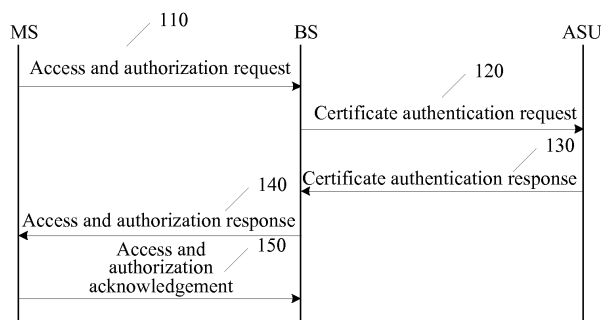 110
MS
BS
ASU
Access and authorization request
120
Certificate authentication request
130
Certificate authentication response
140
Access and authorization response
150
Access and
authorization
acknowledgement